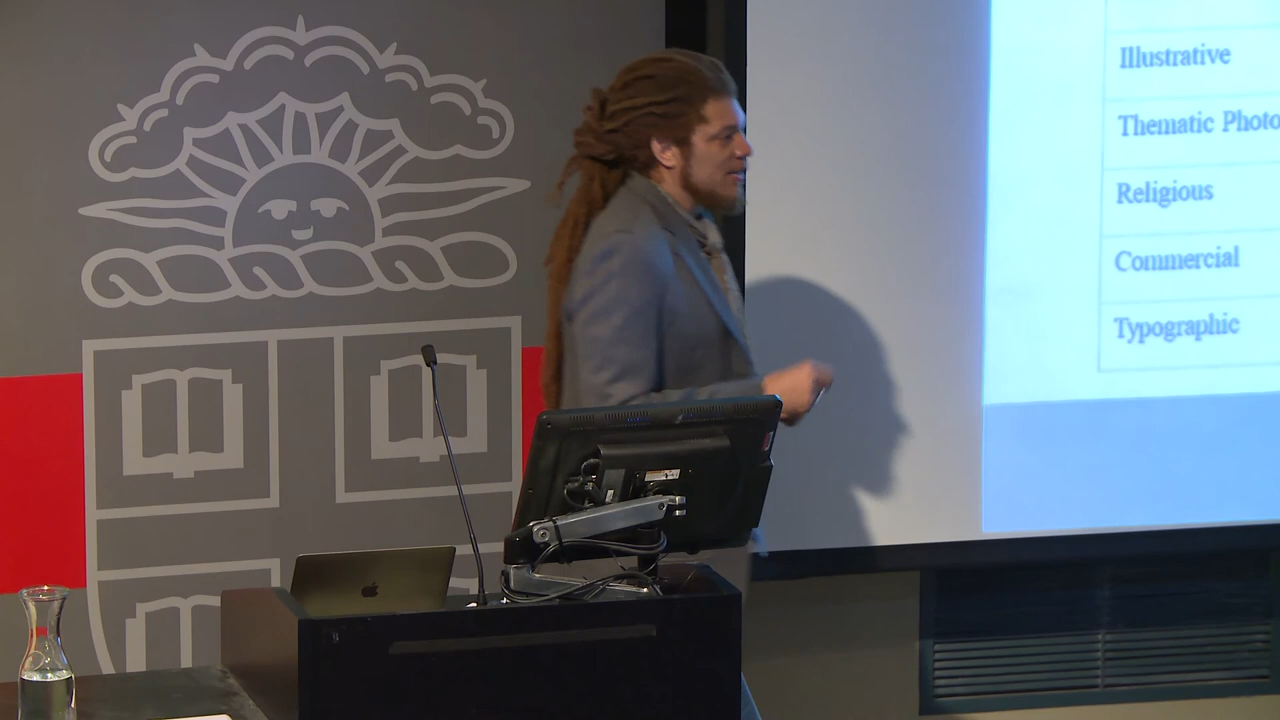 Illustrative
Thematic Photo
Religious
Commercial
Typographic